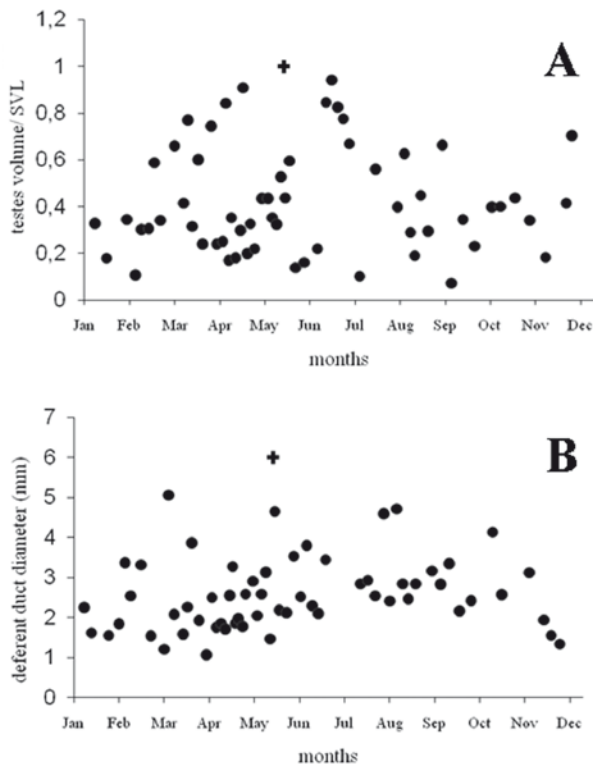 1,2
A
1
0,8
0,6
0,4
0,2
0
testes volume/ SVL
Jan Feb Mar Apr May Jun Jul Aug Sep Oct Nov Dec
months
7
B
6
5
4
3
2
1
0
deferent duct diameter (mm)
Jan Feb Mar Apr May Jun Jul Aug Sep Oct Nov Dec
months